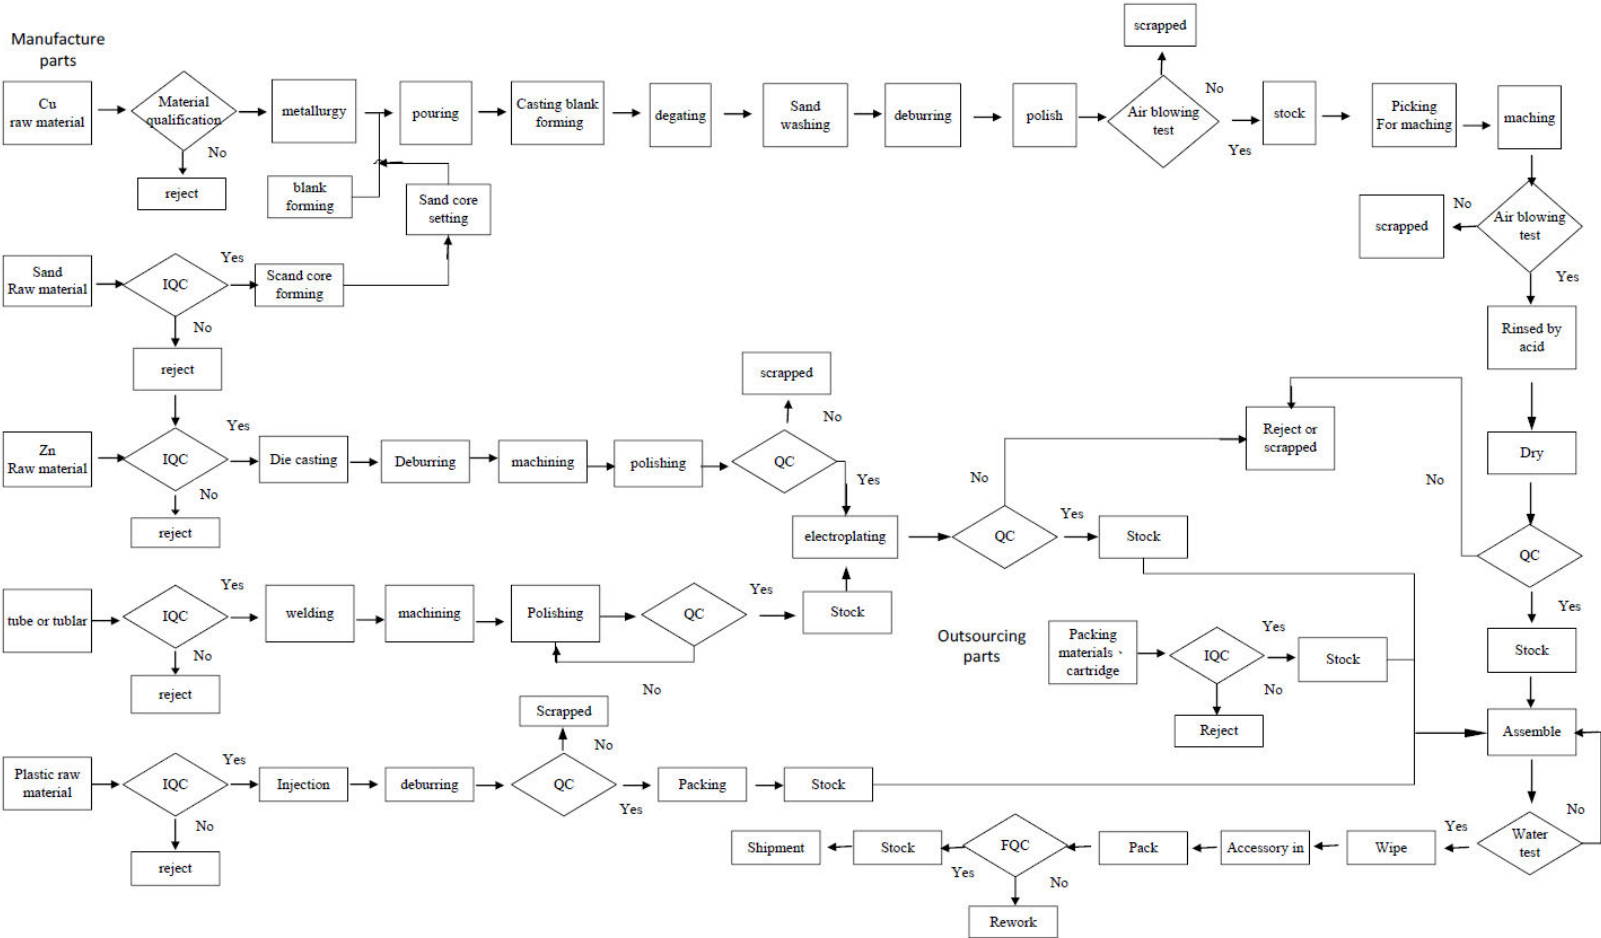 Manufacture
parts
scrapped
Cu
raw material
Material
qualification
metallurgy
pouring
Casting blank
forming
degating
Sand
washing
deburring
polish
Air blowing
test
No
Yes
stock
Picking
For maching
maching
No
reject
blank
forming
Sand core
setting
scrapped
No
Air blowing
test
Yes
Sand
Raw material
IQC
Yes
Scand core
forming
No
reject
Rinsed by
acid
scrapped
No
Zn
Raw material
IQC
Yes
Die casting
Deburring
machining
polishing
QC
Yes
No
reject
Reject or
scrapped
Dry
No
electroplating
No
QC
Yes
Stock
QC
Yes
tube or tublar
IQC
Yes
welding
machining
Polishing
QC
Yes
Stock
No
No
reject
Outsourcing
parts
Packing
materials、
cartridge
IQC
Yes
Stock
No
Reject
Stock
Assemble
Scrapped
No
Plastic raw
material
IQC
Yes
Injection
deburring
QC
Yes
Packing
Stock
No
reject
No
Water
test
Yes
Wipe
Accessory in
Pack
FQC
Yes
Stock
Shipment
No
Rework